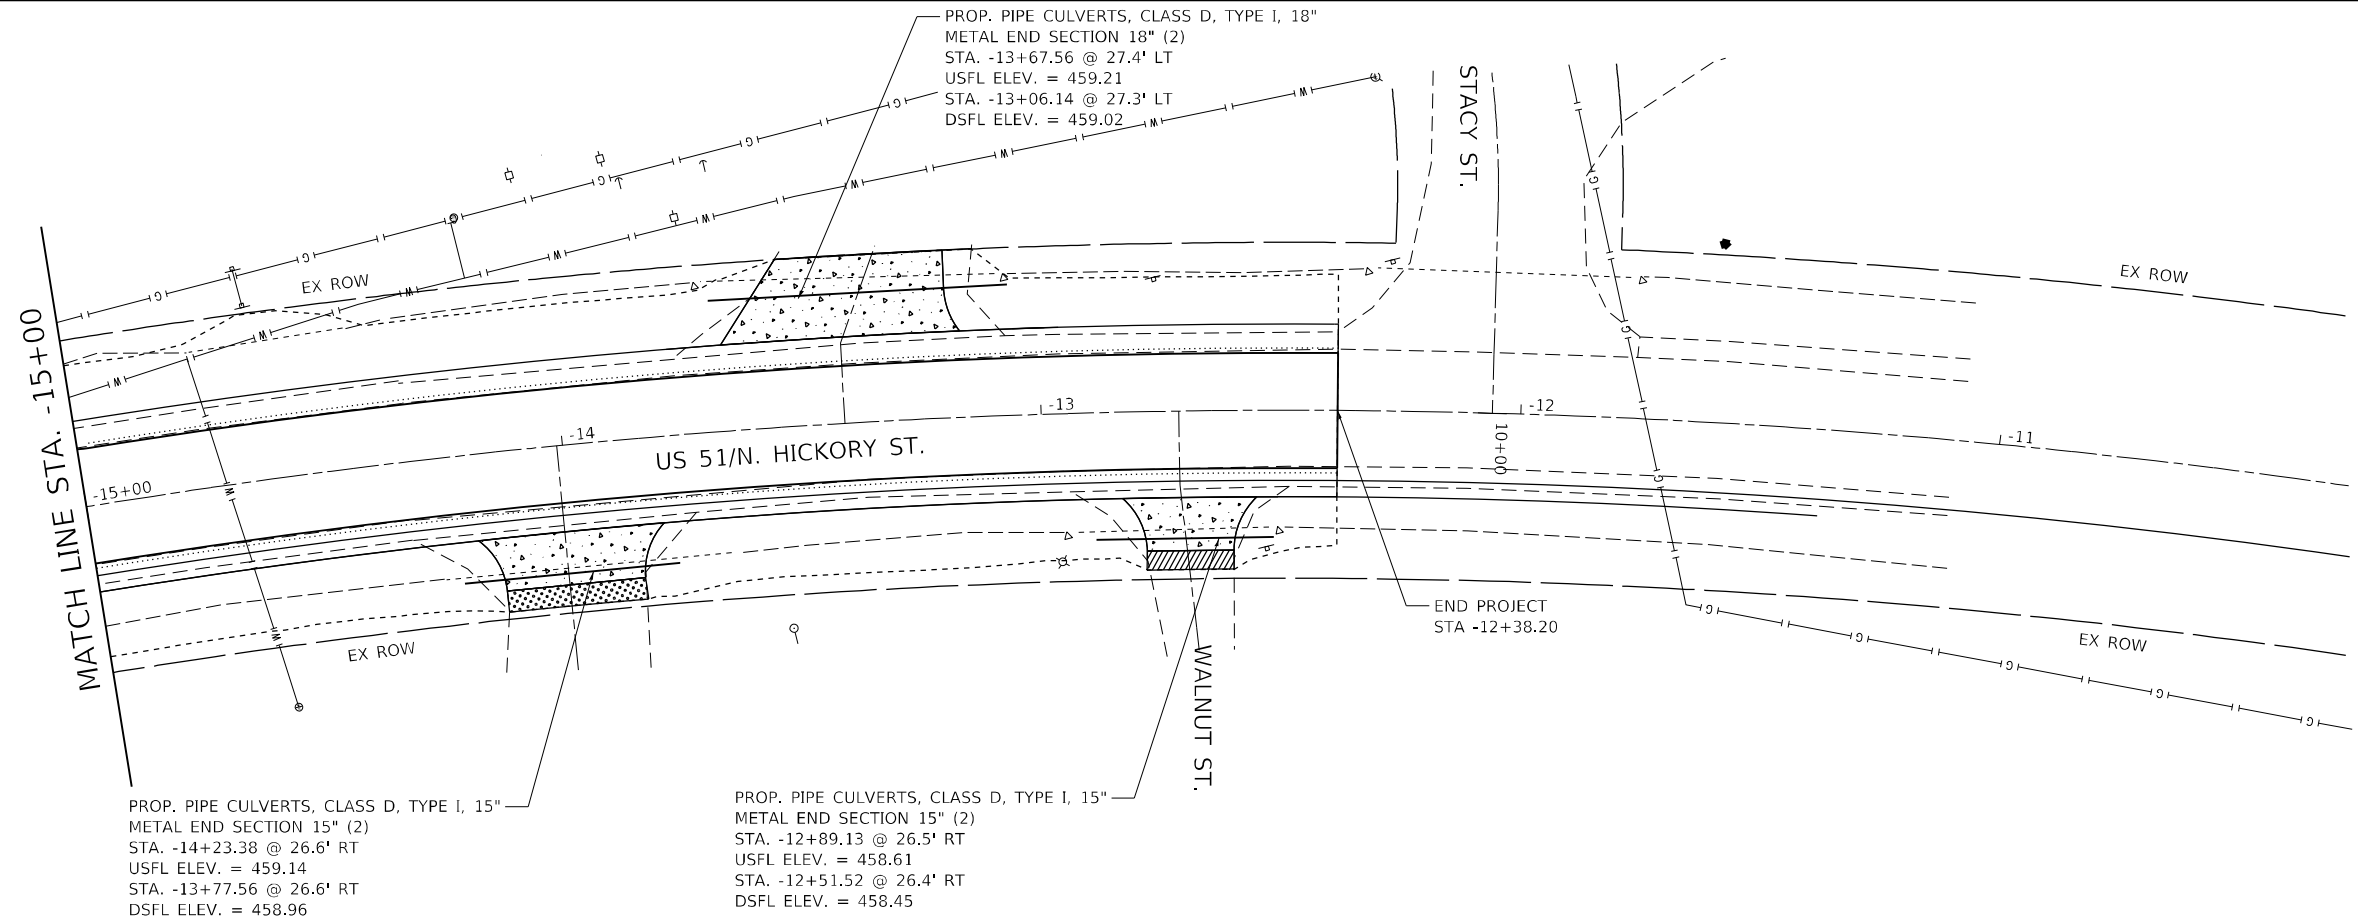 PROP. PIPE CULVERTS, CLASS D, TYPE I, 18"
METAL END SECTION 18" (2)
STA. -13+67.56 @ 27.4' LT
USFL ELEV. = 459.21
STA. -13+06.14 @ 27.3' LT
DSFL ELEV. = 459.02
STACY ST.
G
G
G
G
G
W
W
W
W
W
W
W
W
W
EX ROW
EX ROW
MATCH LINE STA. -15+00
-15+00
-14
-13
-12
-11
10+00
US 51/N. HICKORY ST.
W
W
G
G
G
EX ROW
EX ROW
G
G
G
G
G
WALNUT ST.
END PROJECT
STA -12+38.20
PROP. PIPE CULVERTS, CLASS D, TYPE I, 15"
METAL END SECTION 15" (2)
STA. -14+23.38 @ 26.6' RT
USFL ELEV. = 459.14
STA. -13+77.56 @ 26.6' RT
DSFL ELEV. = 458.96
PROP. PIPE CULVERTS, CLASS D, TYPE I, 15"
METAL END SECTION 15" (2)
STA. -12+89.13 @ 26.5' RT
USFL ELEV. = 458.61
STA. -12+51.52 @ 26.4' RT
DSFL ELEV. = 458.45